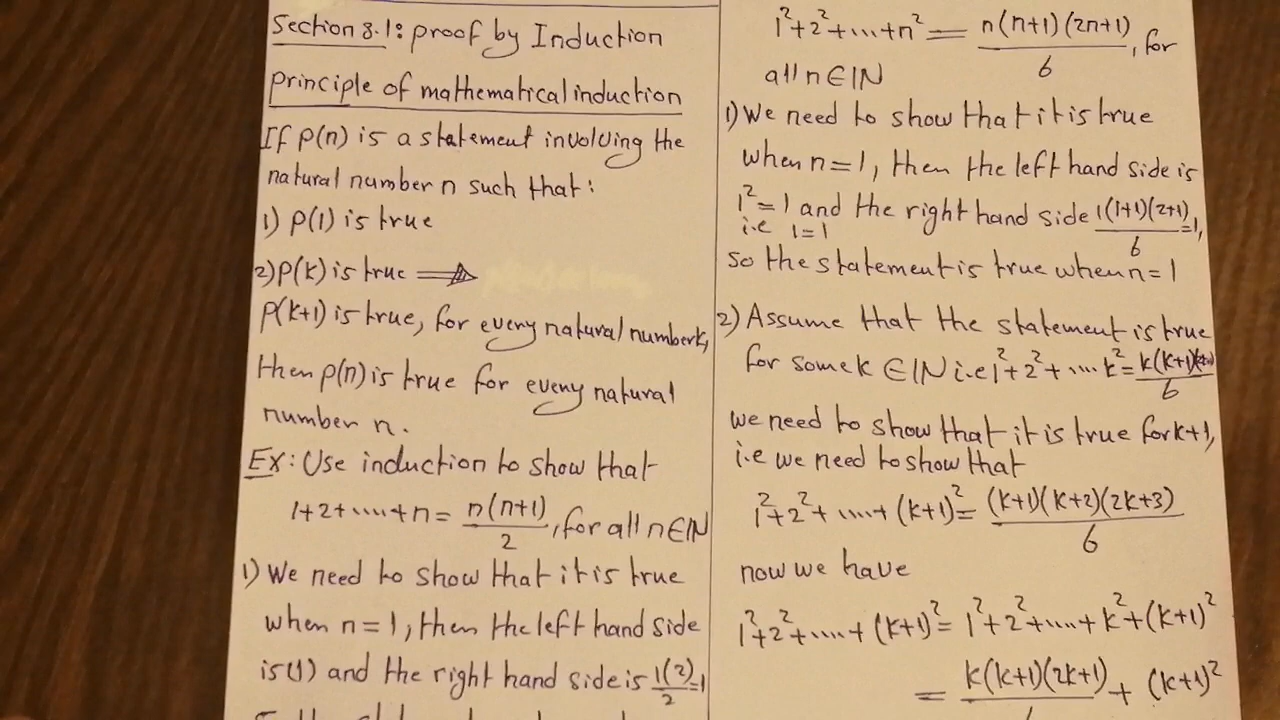 Section 8.1: proof by Induction
principle of mathematical induction
If p(n) is a statement involving the
natural number n such that:
1) p(1) is true
2) p(k) is true ⟹
p(k+1) is true, for every natural number k,
then p(n) is true for every natural
number n.
Ex: Use induction to show that
1+2+.....+n = n(n+1)/2, for all n∈ℕ
1) We need to show that it is true
when n=1, then the left hand side
is (1) and the right hand side is 1(2)/2=1
1²+2²+...+n² = n(n+1)(2n+1)/6, for
all n∈ℕ
1) We need to show that it is true
when n=1, then the left hand side is
1²=1 and the right hand side 1(1+1)(2+1)/6=1,
i.e 1=1
so the statement is true when n=1
2) Assume that the statement is true
for some k∈ℕ i.e 1²+2²+....k²=k(k+1)/6
we need to show that it is true for k+1,
i.e we need to show that
1²+2²+.....+(k+1)²=(k+1)(k+2)(2k+3)/6
now we have
1²+2²+.....+(k+1)²=1²+2²+.....+k²+(k+1)²
= k(k+1)(2k+1) + (k+1)²